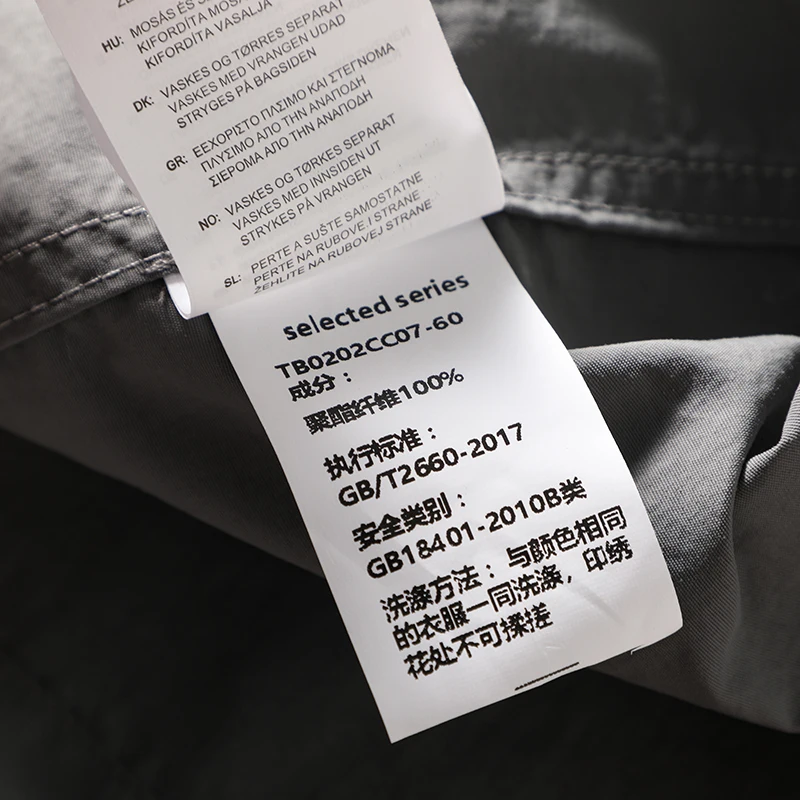 HU: MOSÁS ÉS
KIFORDÍTA MOSÁ
KIFORDÍTA VASALJA
DK: VASKES OG TØRRES SEPARAT
VASKES MED VRANGEN UDAD
STRYGES PÅ BAGSIDEN
GR: ΕΕΧΟΡΙΣΤΟ ΠΛΣΙΜΟ ΚΑΙ ΣΤΕΓΝΟΜΑ
ΠΛΥΣΙΜΟ ΑΠΟ ΤΗΝ ΑΝΑΠΟΔΗ
ΣΙΕΡΟΜΑ ΑΠΟ ΤΗΝ ΑΝΑΠΟΔΗ
NO: VASKES OG TØRKES SEPARAT
VASKES MED INNSIDEN UT
STRYKES PÅ VRANGEN
SL: PERTE A SUŠTE SAMOSTATNE
PERTE NA RUBOVE I STRANE
ŽEHLITE NA RUBOVEJ STRANE
selected series
TB0202CC07-60
成分：
聚酯纤维100%
执行标准：
GB/T2660-2017
安全类别：
GB18401-2010B类
洗涤方法：与颜色相同
的衣服一同洗涤，印绣
花处不可揉搓